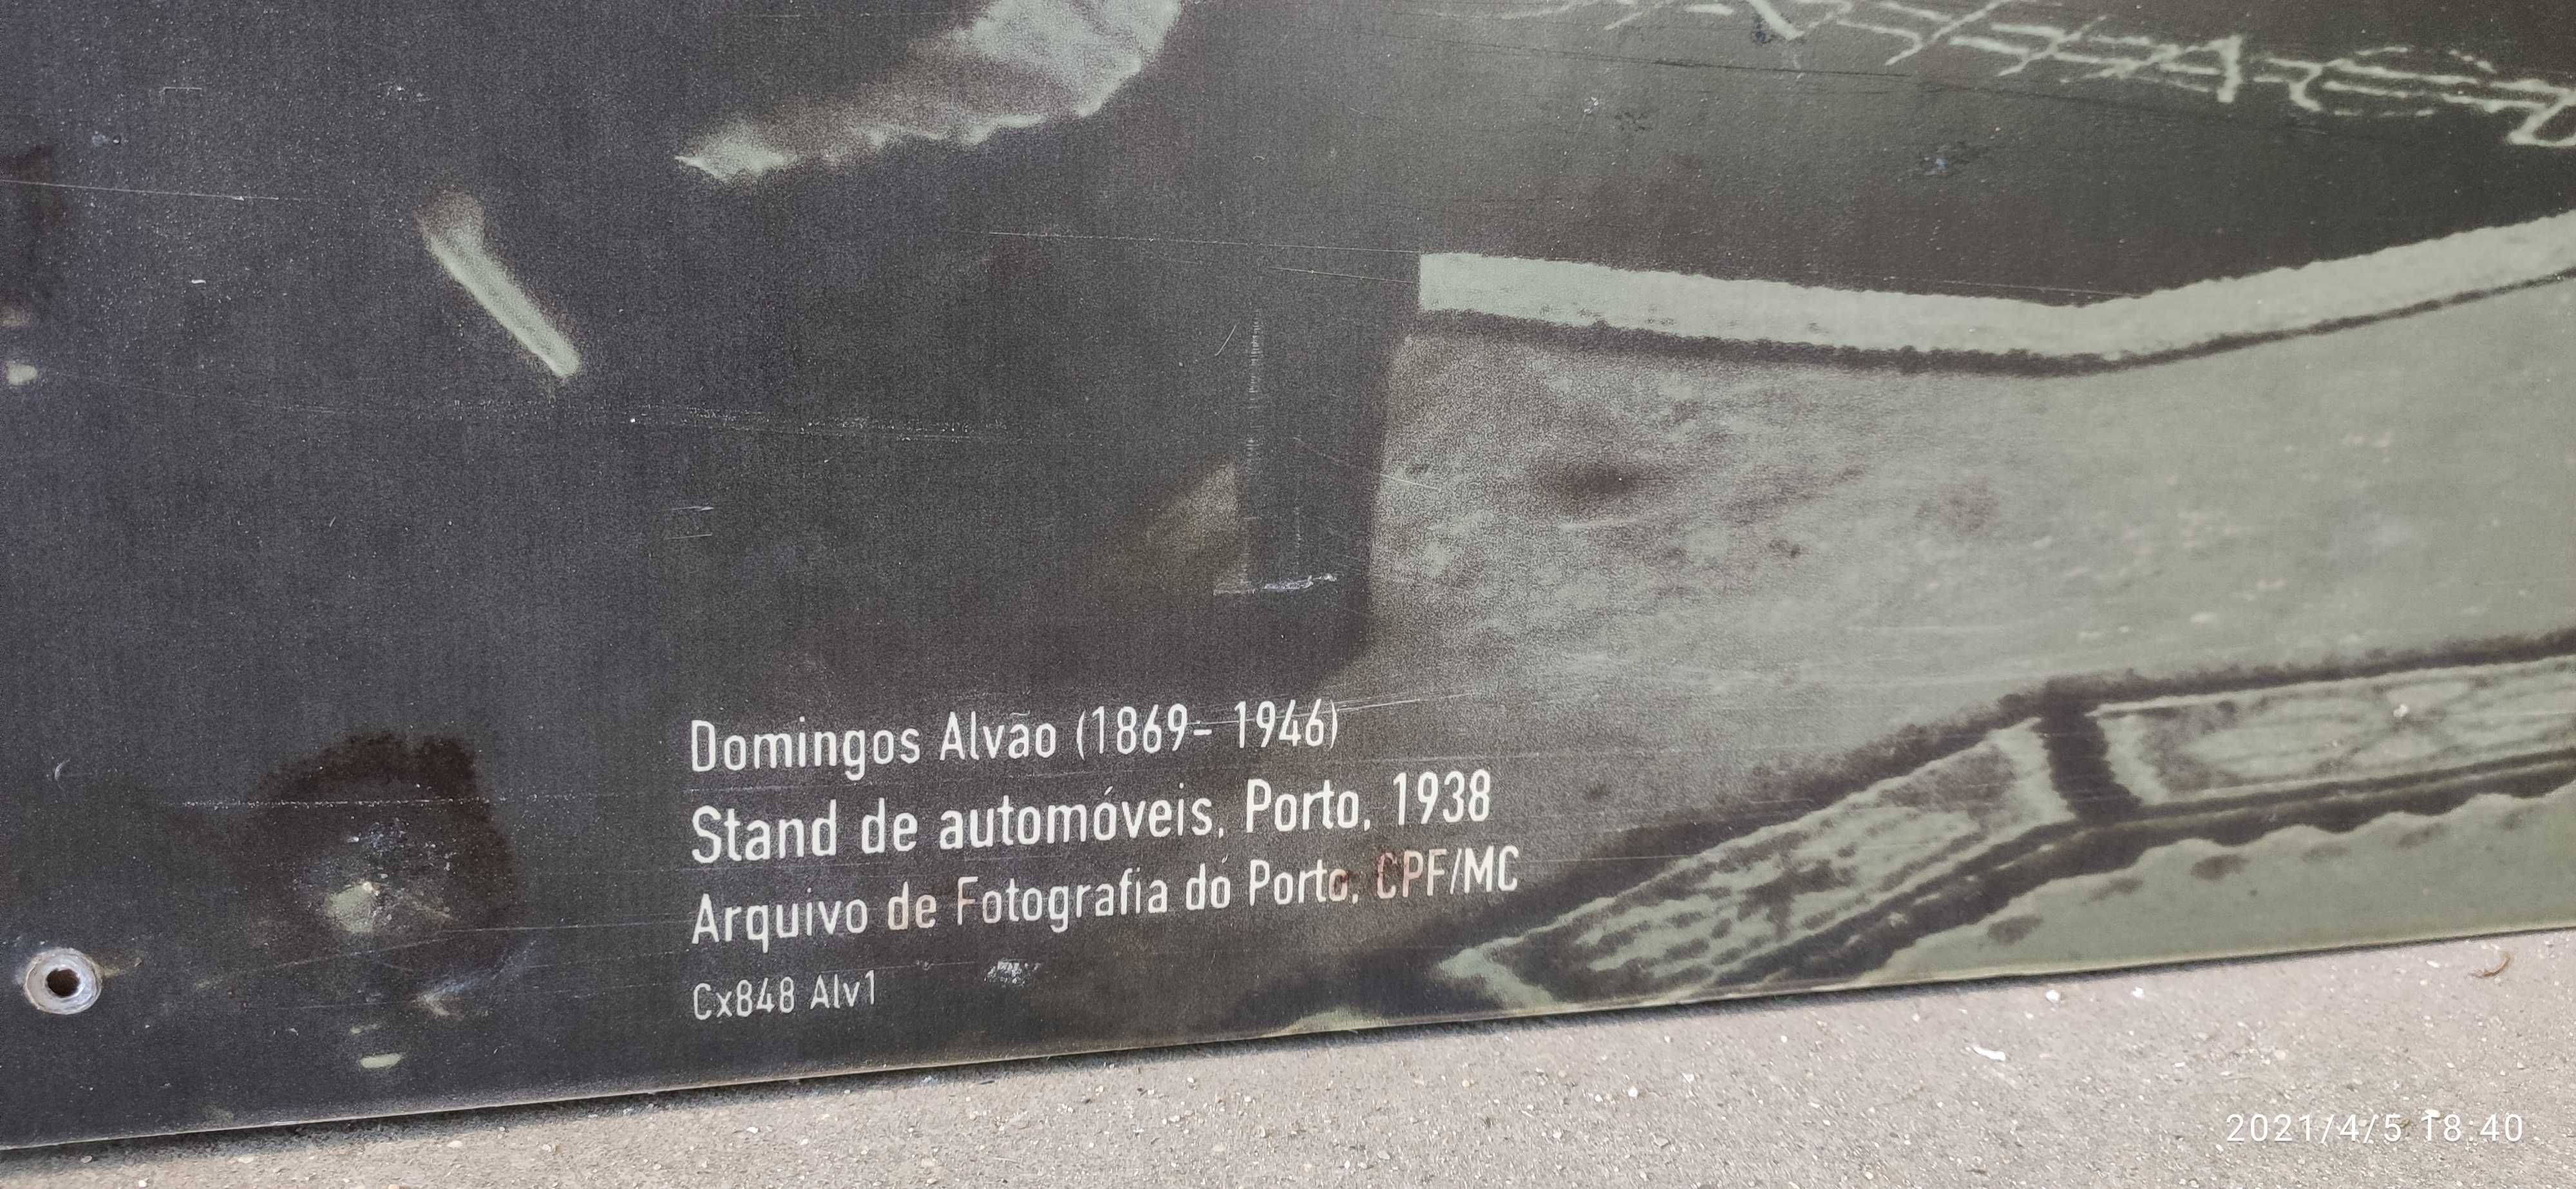 Domingos Alvão (1869- 1946)
Stand de automóveis, Porto, 1938
Arquivo de Fotografia do Porto, CPF/MC
Cx848 Alv1
2021/4/5 18:40